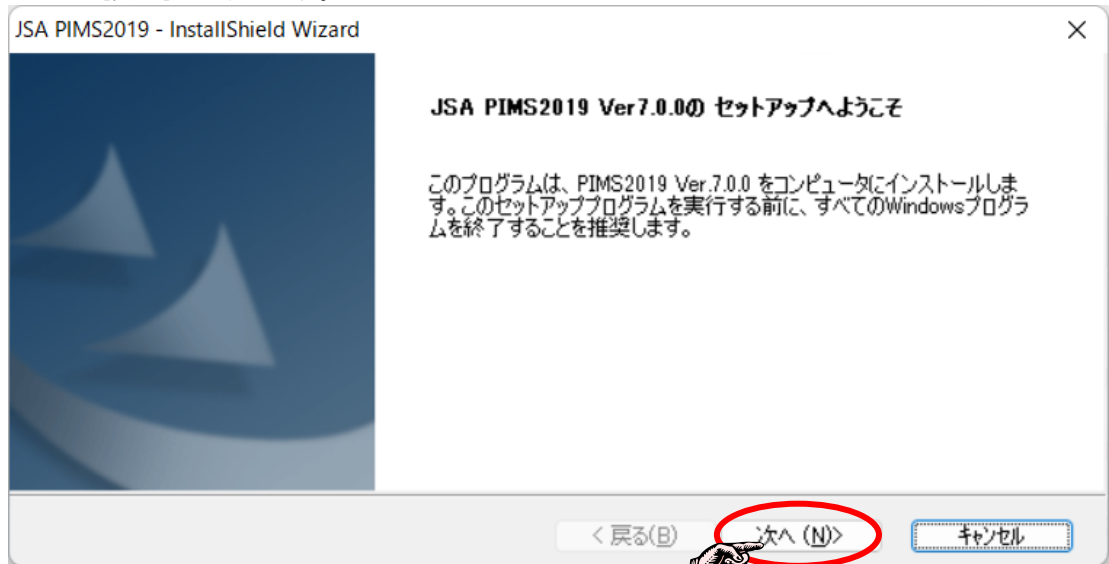 JSA PIMS2019 - InstallShield Wizard
JSA PIMS2019 Ver7.0.0の セットアップへようこそ
このプログラムは、PIMS2019 Ver.7.0.0 をコンピュータにインストールしま
す。このセットアッププログラムを実行する前に、すべてのWindowsプログラ
ムを終了することを推奨します。
< 戻る(B)
次へ (N)>
キャンセル